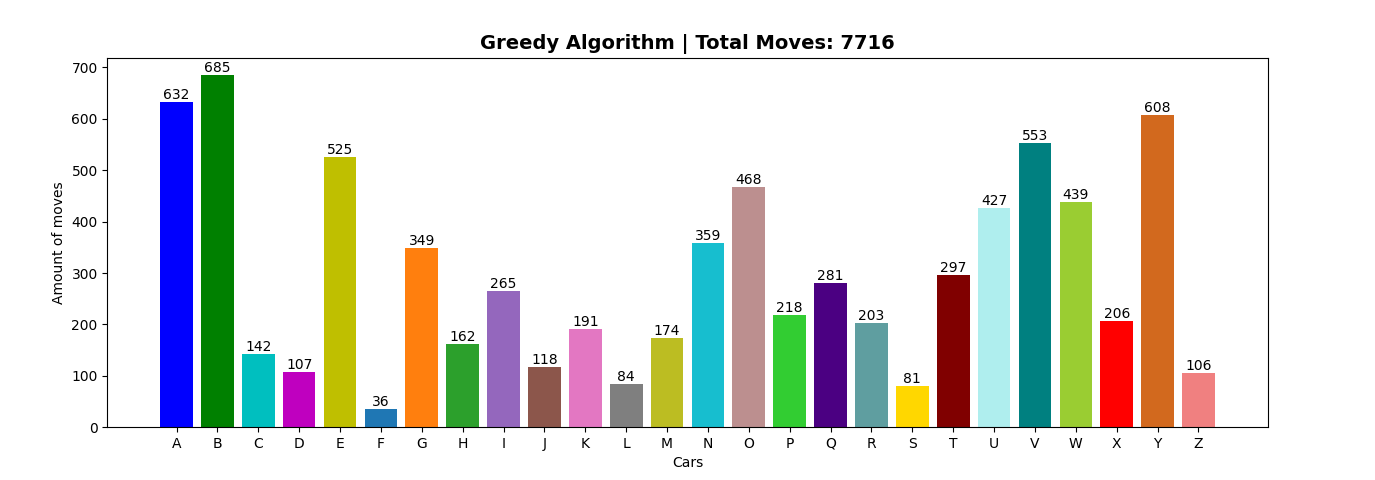 Greedy Algorithm | Total Moves: 7716
Amount of moves
700
600
500
400
300
200
100
0
632 685 142 107 525 36 349 162 265 118 191 84 174 359 468 218 281 203 81 297 427 553 439 206 608 106
A B C D E F G H I J K L M N O P Q R S T U V W X Y Z
Cars